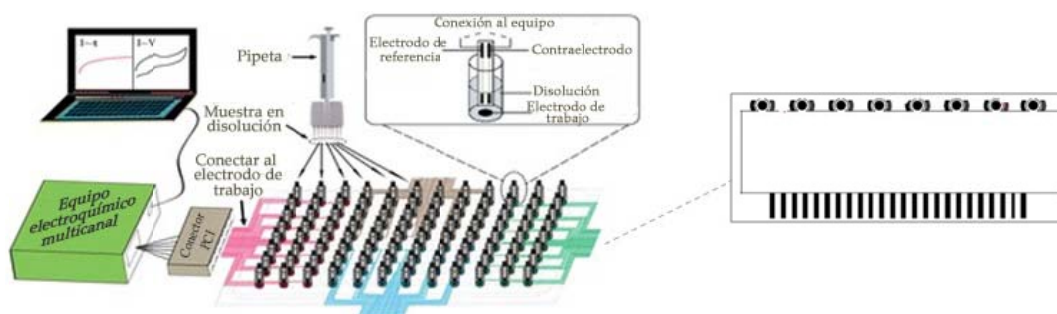 I~t
I~V
Pipeta
Muestra en
disolución
Conectar al
electrodo de
trabajo
Equipo
electroquímico
multicanal
Conector
PCI
Conexión al equipo
Electrodo de
referencia
Contraelectrodo
Disolución
Electrodo de
trabajo